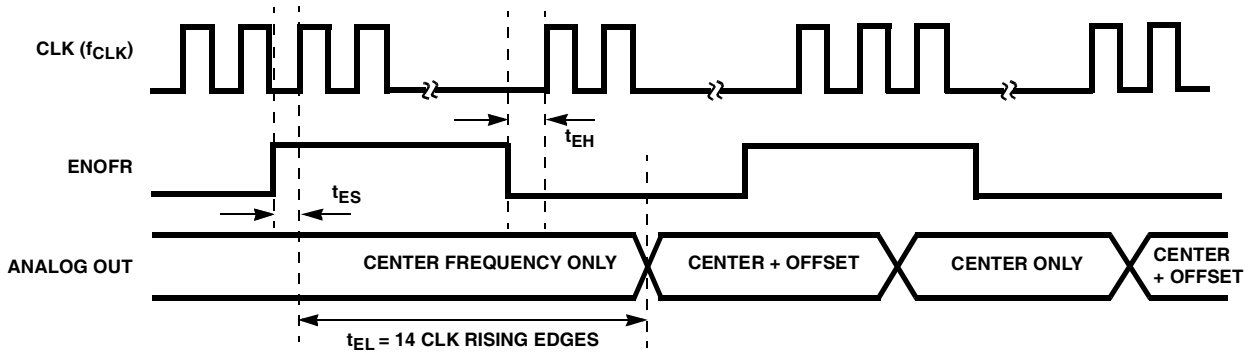 CLK (fCLK)
tEH
ENOFR
tES
ANALOG OUT
CENTER FREQUENCY ONLY
CENTER + OFFSET
CENTER ONLY
CENTER
+ OFFSET
tEL = 14 CLK RISING EDGES